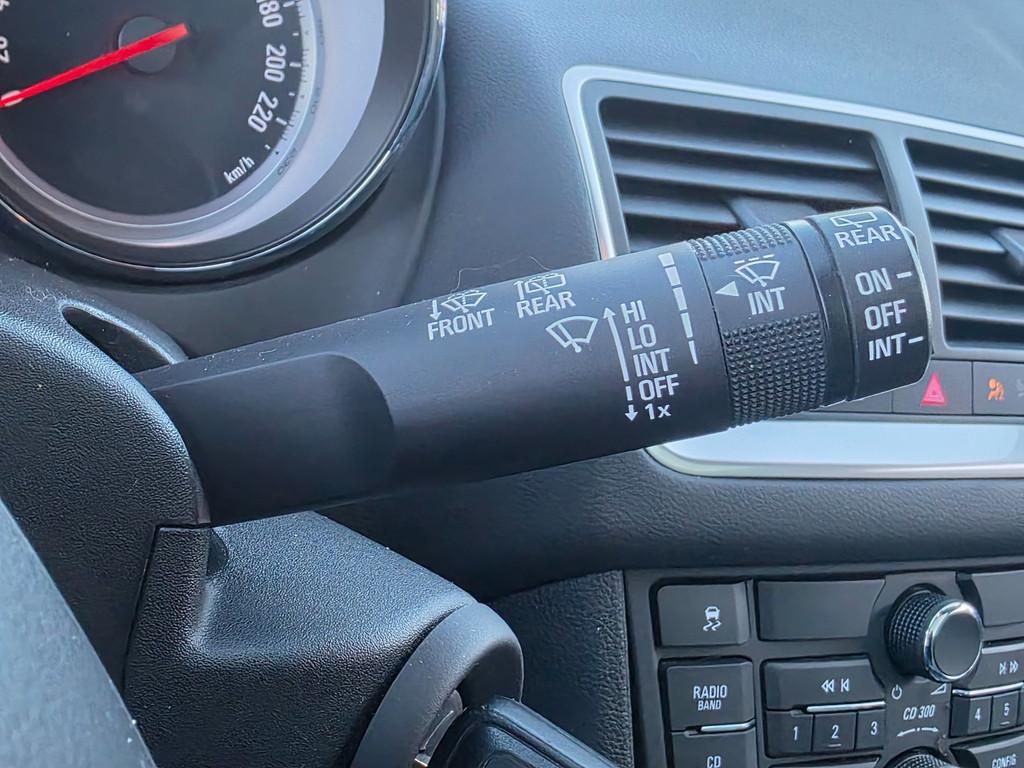 180
200
220
km/h
FRONT
REAR
HI
LO
INT
OFF
1x
INT
REAR
ON
OFF
INT
RADIO
BAND
CD
1
2
3
CD 300
4
5
CONFIG